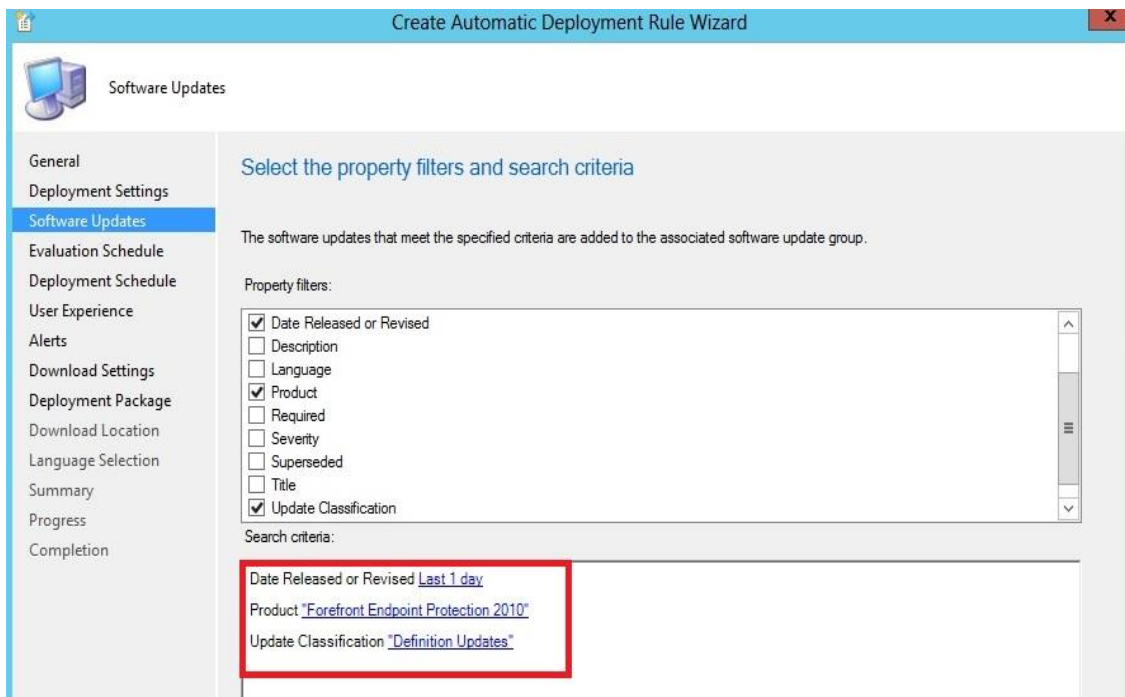 Create Automatic Deployment Rule Wizard
X
Software Updates
General
Deployment Settings
Software Updates
Evaluation Schedule
Deployment Schedule
User Experience
Alerts
Download Settings
Deployment Package
Download Location
Language Selection
Summary
Progress
Completion
Select the property filters and search criteria
The software updates that meet the specified criteria are added to the associated software update group.
Property filters:
Date Released or Revised
Description
Language
Product
Required
Severity
Superseded
Title
Update Classification
Search criteria:
Date Released or Revised Last 1 day
Product "Forefront Endpoint Protection 2010"
Update Classification "Definition Updates"